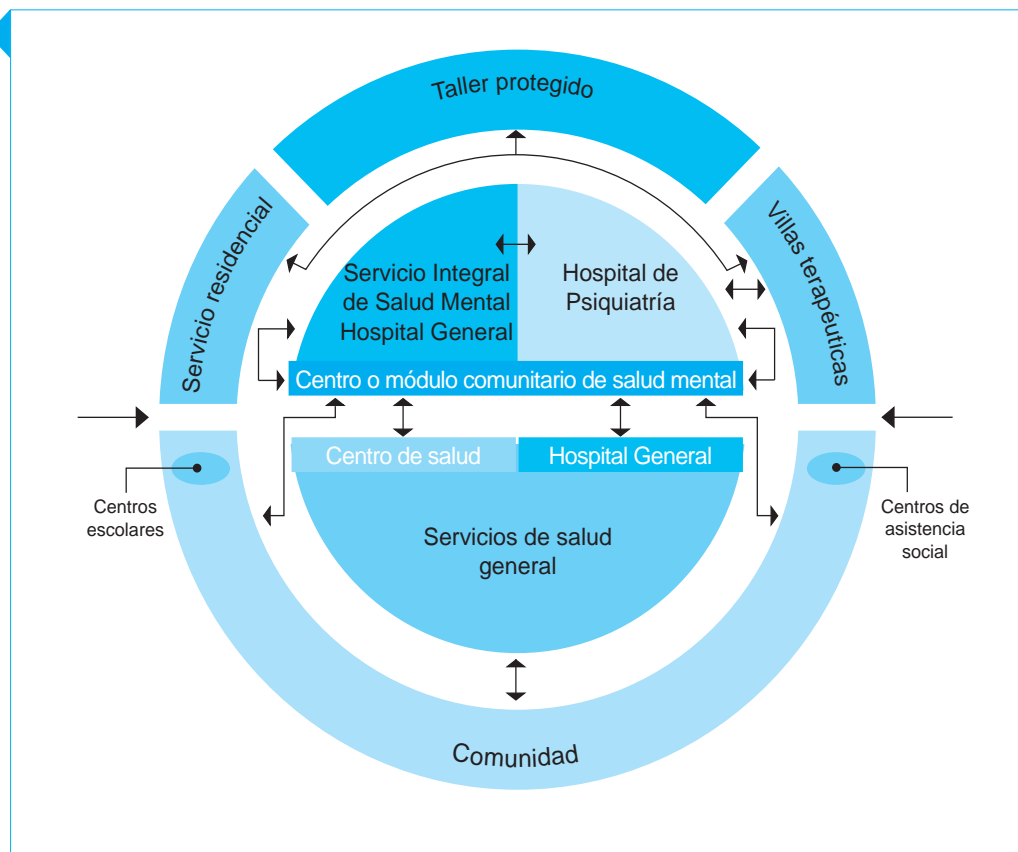 Taller protegido
Servicio residencial
Villas terapéuticas
Servicio Integral
de Salud Mental
Hospital General
Hospital de
Psiquiatría
Centro o módulo comunitario de salud mental
Centro de salud
Hospital General
Centros
escolares
Servicios de salud
general
Centros de
asistencia
social
Comunidad